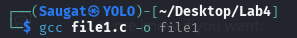 ┌──(Saugat㉿YOLO)-[~/Desktop/Lab4]
└─$ gcc file1.c -o file1